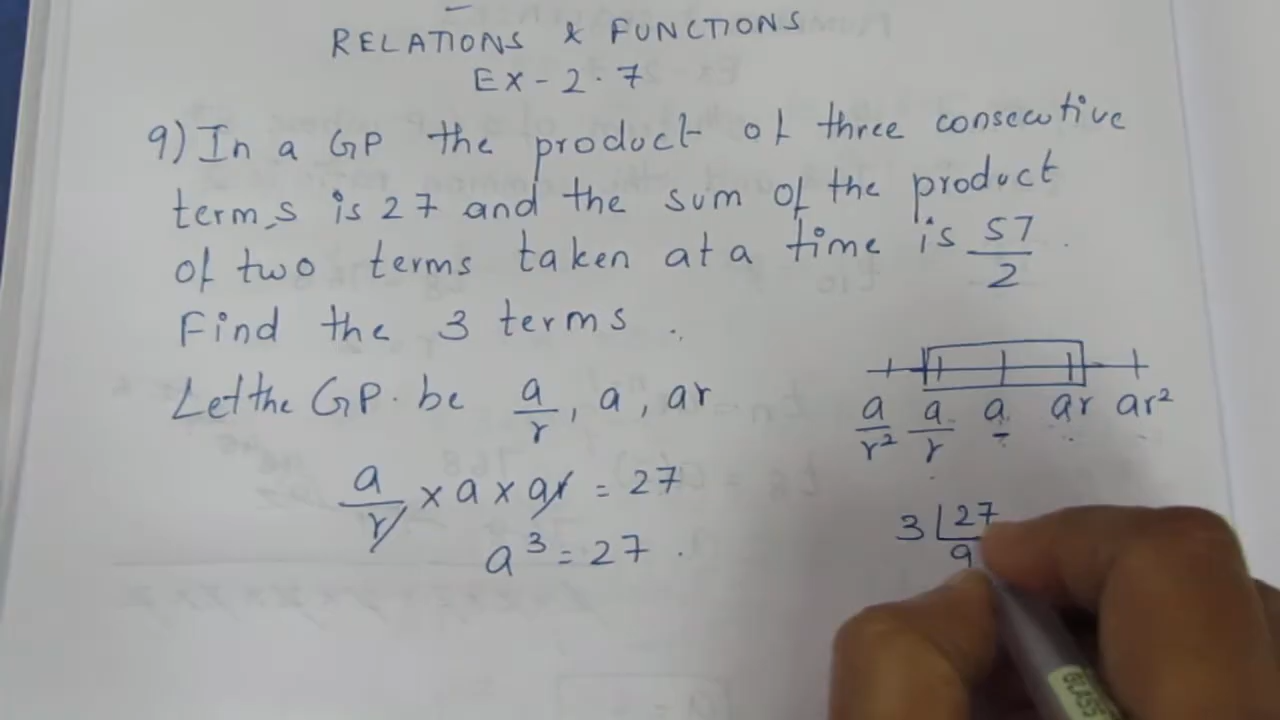 RELATIONS & FUNCTIONS
Ex-2.7
9) In a GP the product of three consecutive
terms is 27 and the sum of the product
of two terms taken at a time is 57/2.
Find the 3 terms.
Let the GP. be a/r, a, ar
a/r × a × ar = 27
a³ = 27.
a/r² a/r a ar ar²
3 27
9